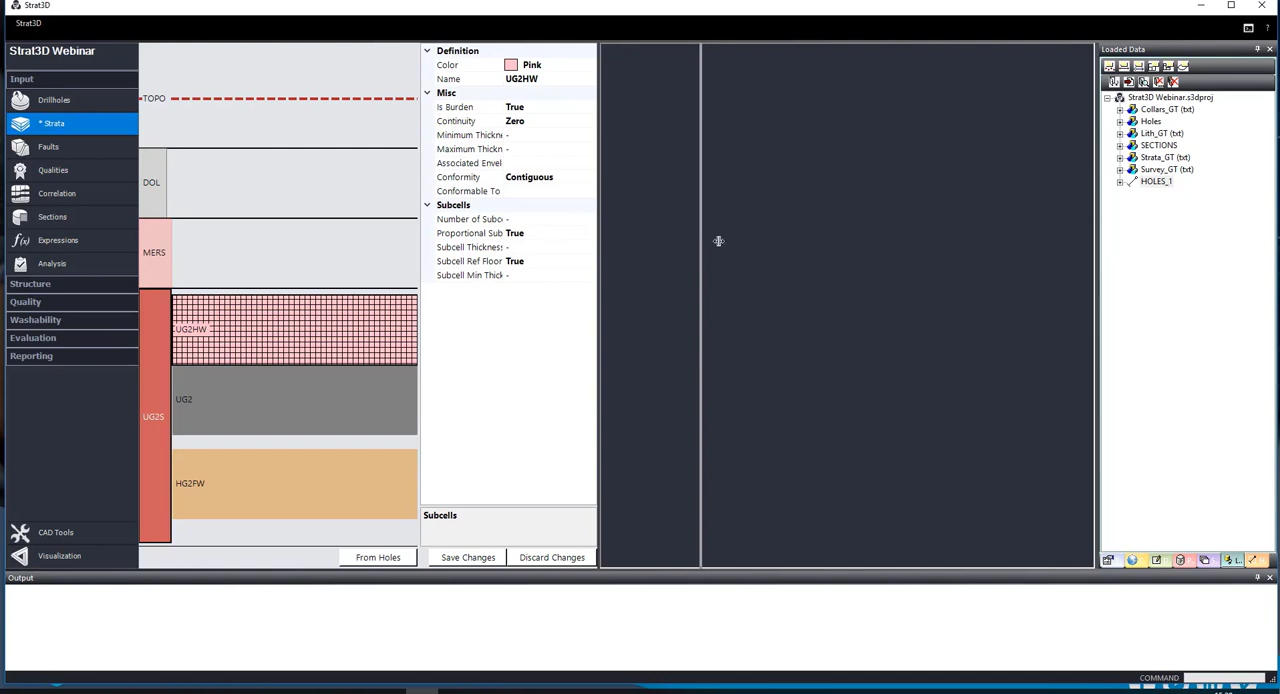 Strat3D
Strat3D
Strat3D Webinar
Input
Drillholes
* Strata
Faults
Qualities
Correlation
Sections
f(x) Expressions
Analysis
Structure
Quality
Washability
Evaluation
Reporting
CAD Tools
Visualization
TOPO
DOL
MERS
UG2S
UG2HW
UG2
HG2FW
From Holes
Definition
Color Pink
Name UG2HW
Misc
Is Burden True
Continuity Zero
Minimum Thickne -
Maximum Thickn -
Associated Envel
Conformity Contiguous
Conformable To
Subcells
Number of Subce -
Proportional Sub True
Subcell Thickness -
Subcell Ref Floor True
Subcell Min Thick -
Subcells
Save Changes Discard Changes
Loaded Data
Strat3D Webinar.s3dproj
Collars_GT (txt)
Holes
Lith_GT (txt)
SECTIONS
Strata_GT (txt)
Survey_GT (txt)
HOLES_1
L..
Output
COMMAND